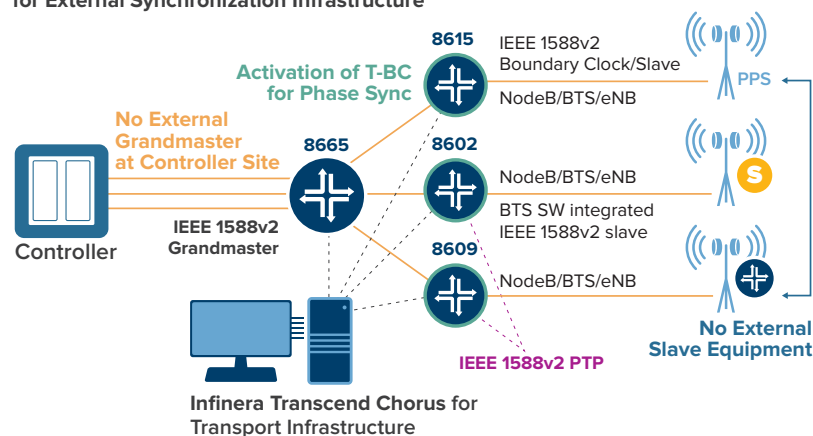 for External Synchronization Infrastructure
8615
IEEE 1588v2
Boundary Clock/Slave
NodeB/BTS/eNB
PPS
Activation of T-BC
for Phase Sync
No External
Grandmaster
at Controller Site
8665
8602
NodeB/BTS/eNB
BTS SW integrated
IEEE 1588v2 slave
S
Controller
IEEE 1588v2
Grandmaster
8609
NodeB/BTS/eNB
No External
Slave Equipment
IEEE 1588v2 PTP
Infinera Transcend Chorus for
Transport Infrastructure